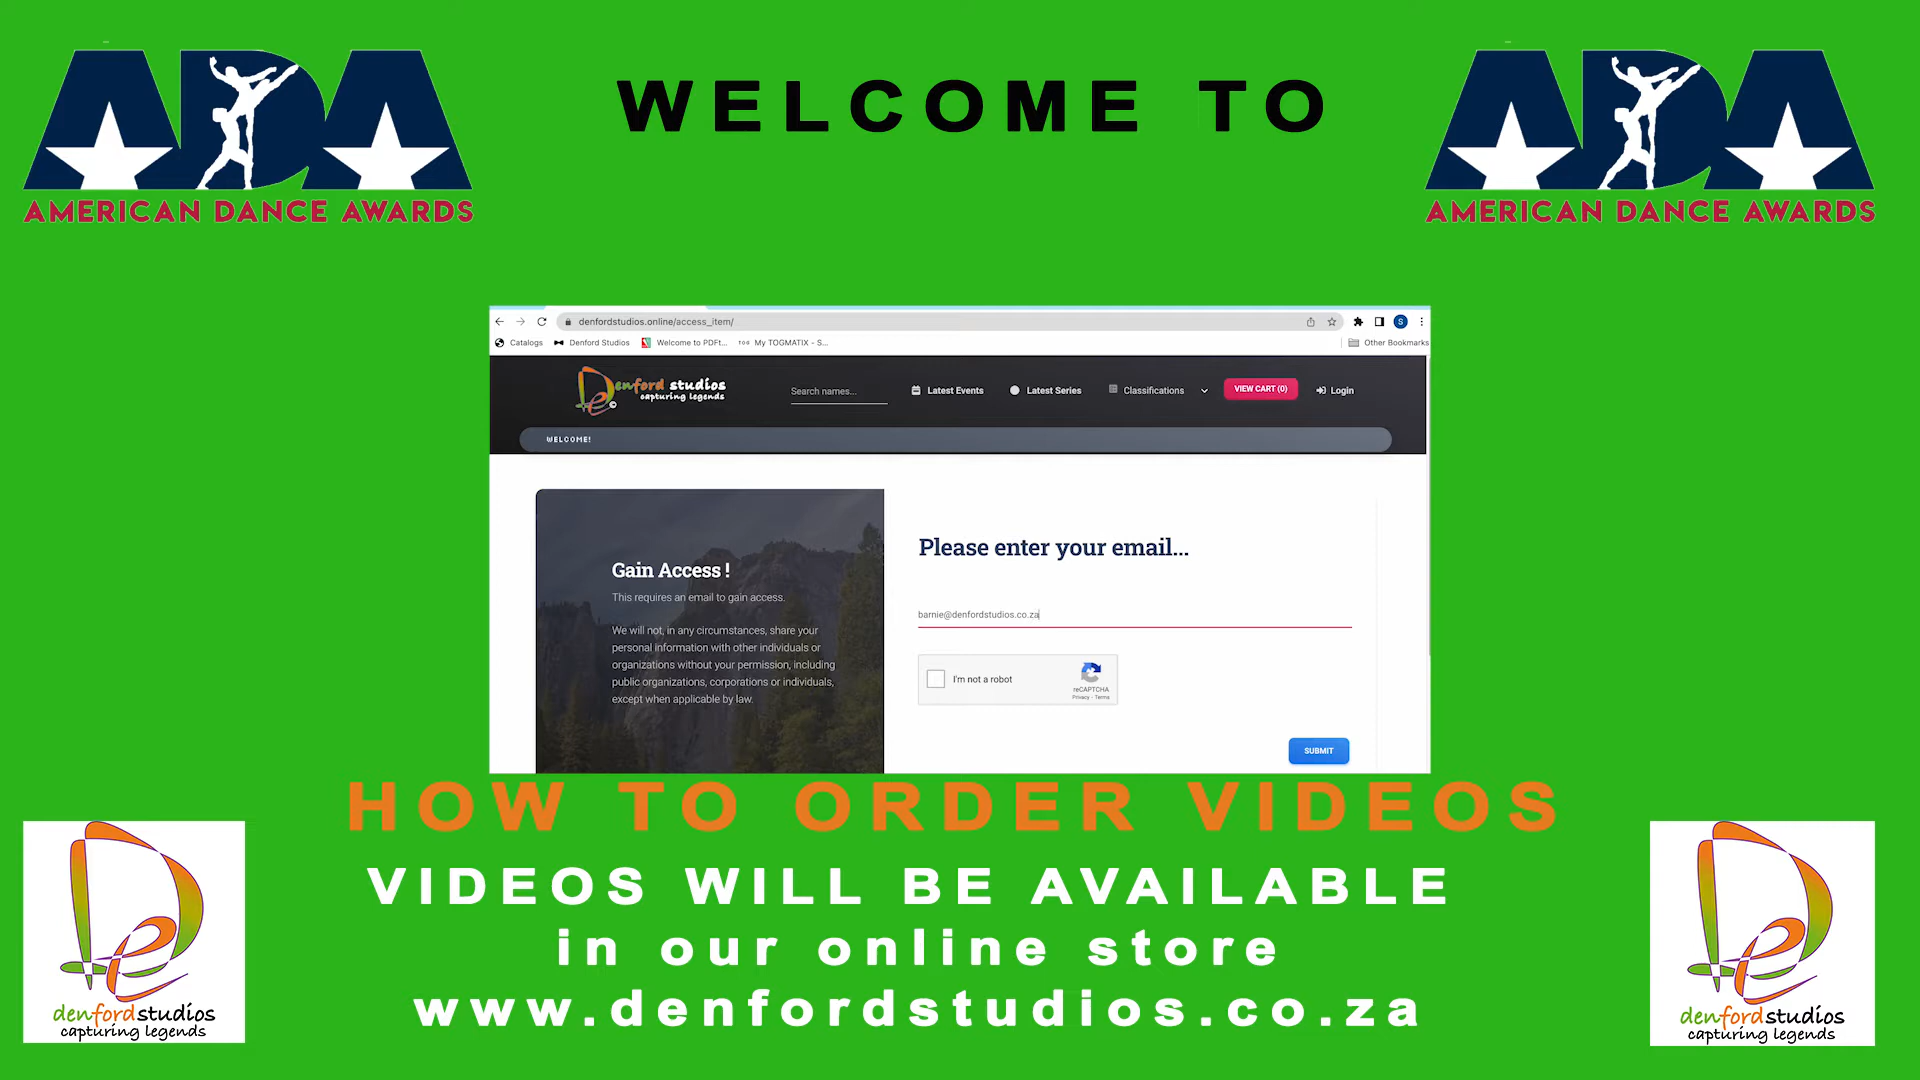 ADA
AMERICAN DANCE AWARDS
WELCOME TO
ADA
AMERICAN DANCE AWARDS
denfordstudios.online/access_item/
S
Catalogs
Denford Studios
Welcome to PDFt...
TOG
My TOGMATIX - S...
Other Bookmarks
Denford studios
capturing legends
Search names...
Latest Events
Latest Series
Classifications
VIEW CART (0)
Login
WELCOME!
Gain Access !
This requires an email to gain access.
We will not, in any circumstances, share your
personal information with other individuals or
organizations without your permission, including
public organizations, corporations or individuals,
except when applicable by law.
Please enter your email...
barnie@denfordstudios.co.za
I'm not a robot
reCAPTCHA
Privacy - Terms
SUBMIT
HOW TO ORDER VIDEOS
VIDEOS WILL BE AVAILABLE
in our online store
www.denfordstudios.co.za
De
denfordstudios
capturing legends
De
denfordstudios
capturing legends